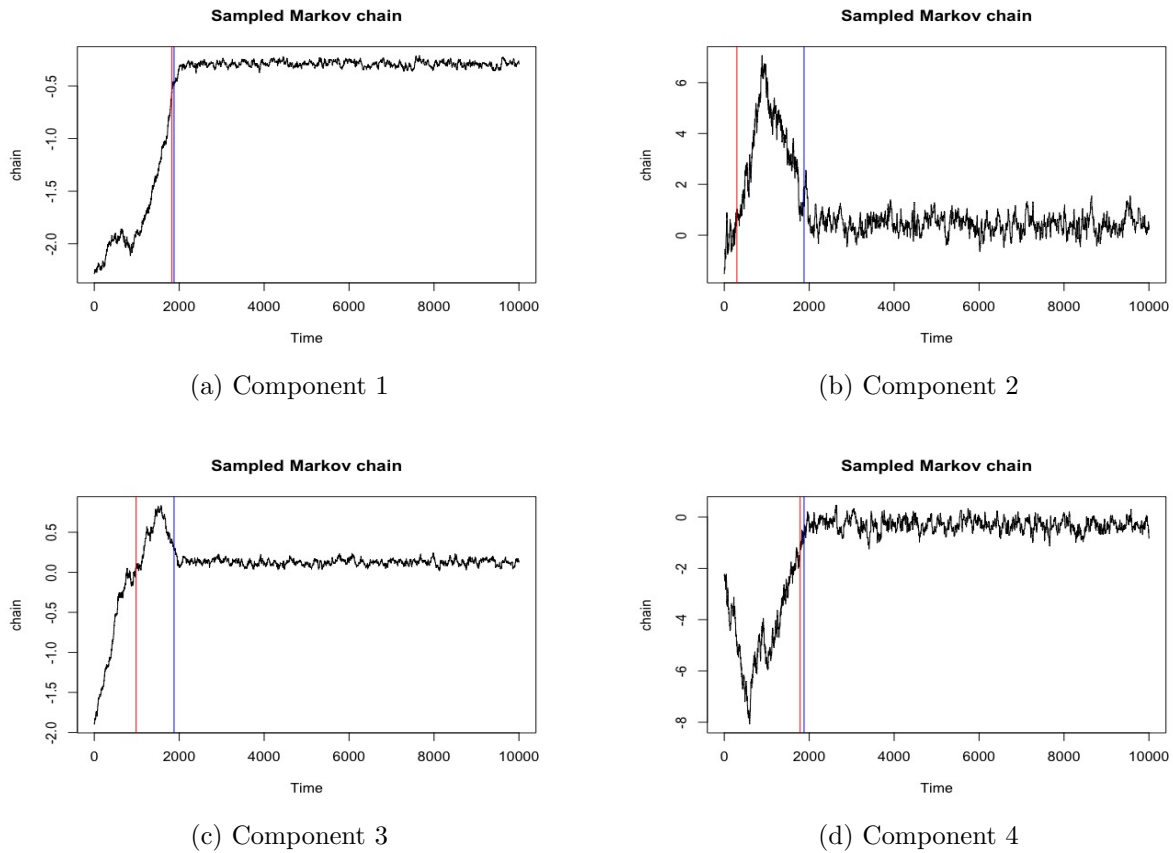 Sampled Markov chain
chain
-0.5
-1.0
-1.5
-2.0
0 2000 4000 6000 8000 10000
Time
(a) Component 1
Sampled Markov chain
chain
6
4
2
0
0 2000 4000 6000 8000 10000
Time
(b) Component 2
Sampled Markov chain
chain
0.5
0.0
-0.5
-1.0
-1.5
-2.0
0 2000 4000 6000 8000 10000
Time
(c) Component 3
Sampled Markov chain
chain
0
-2
-4
-6
-8
0 2000 4000 6000 8000 10000
Time
(d) Component 4